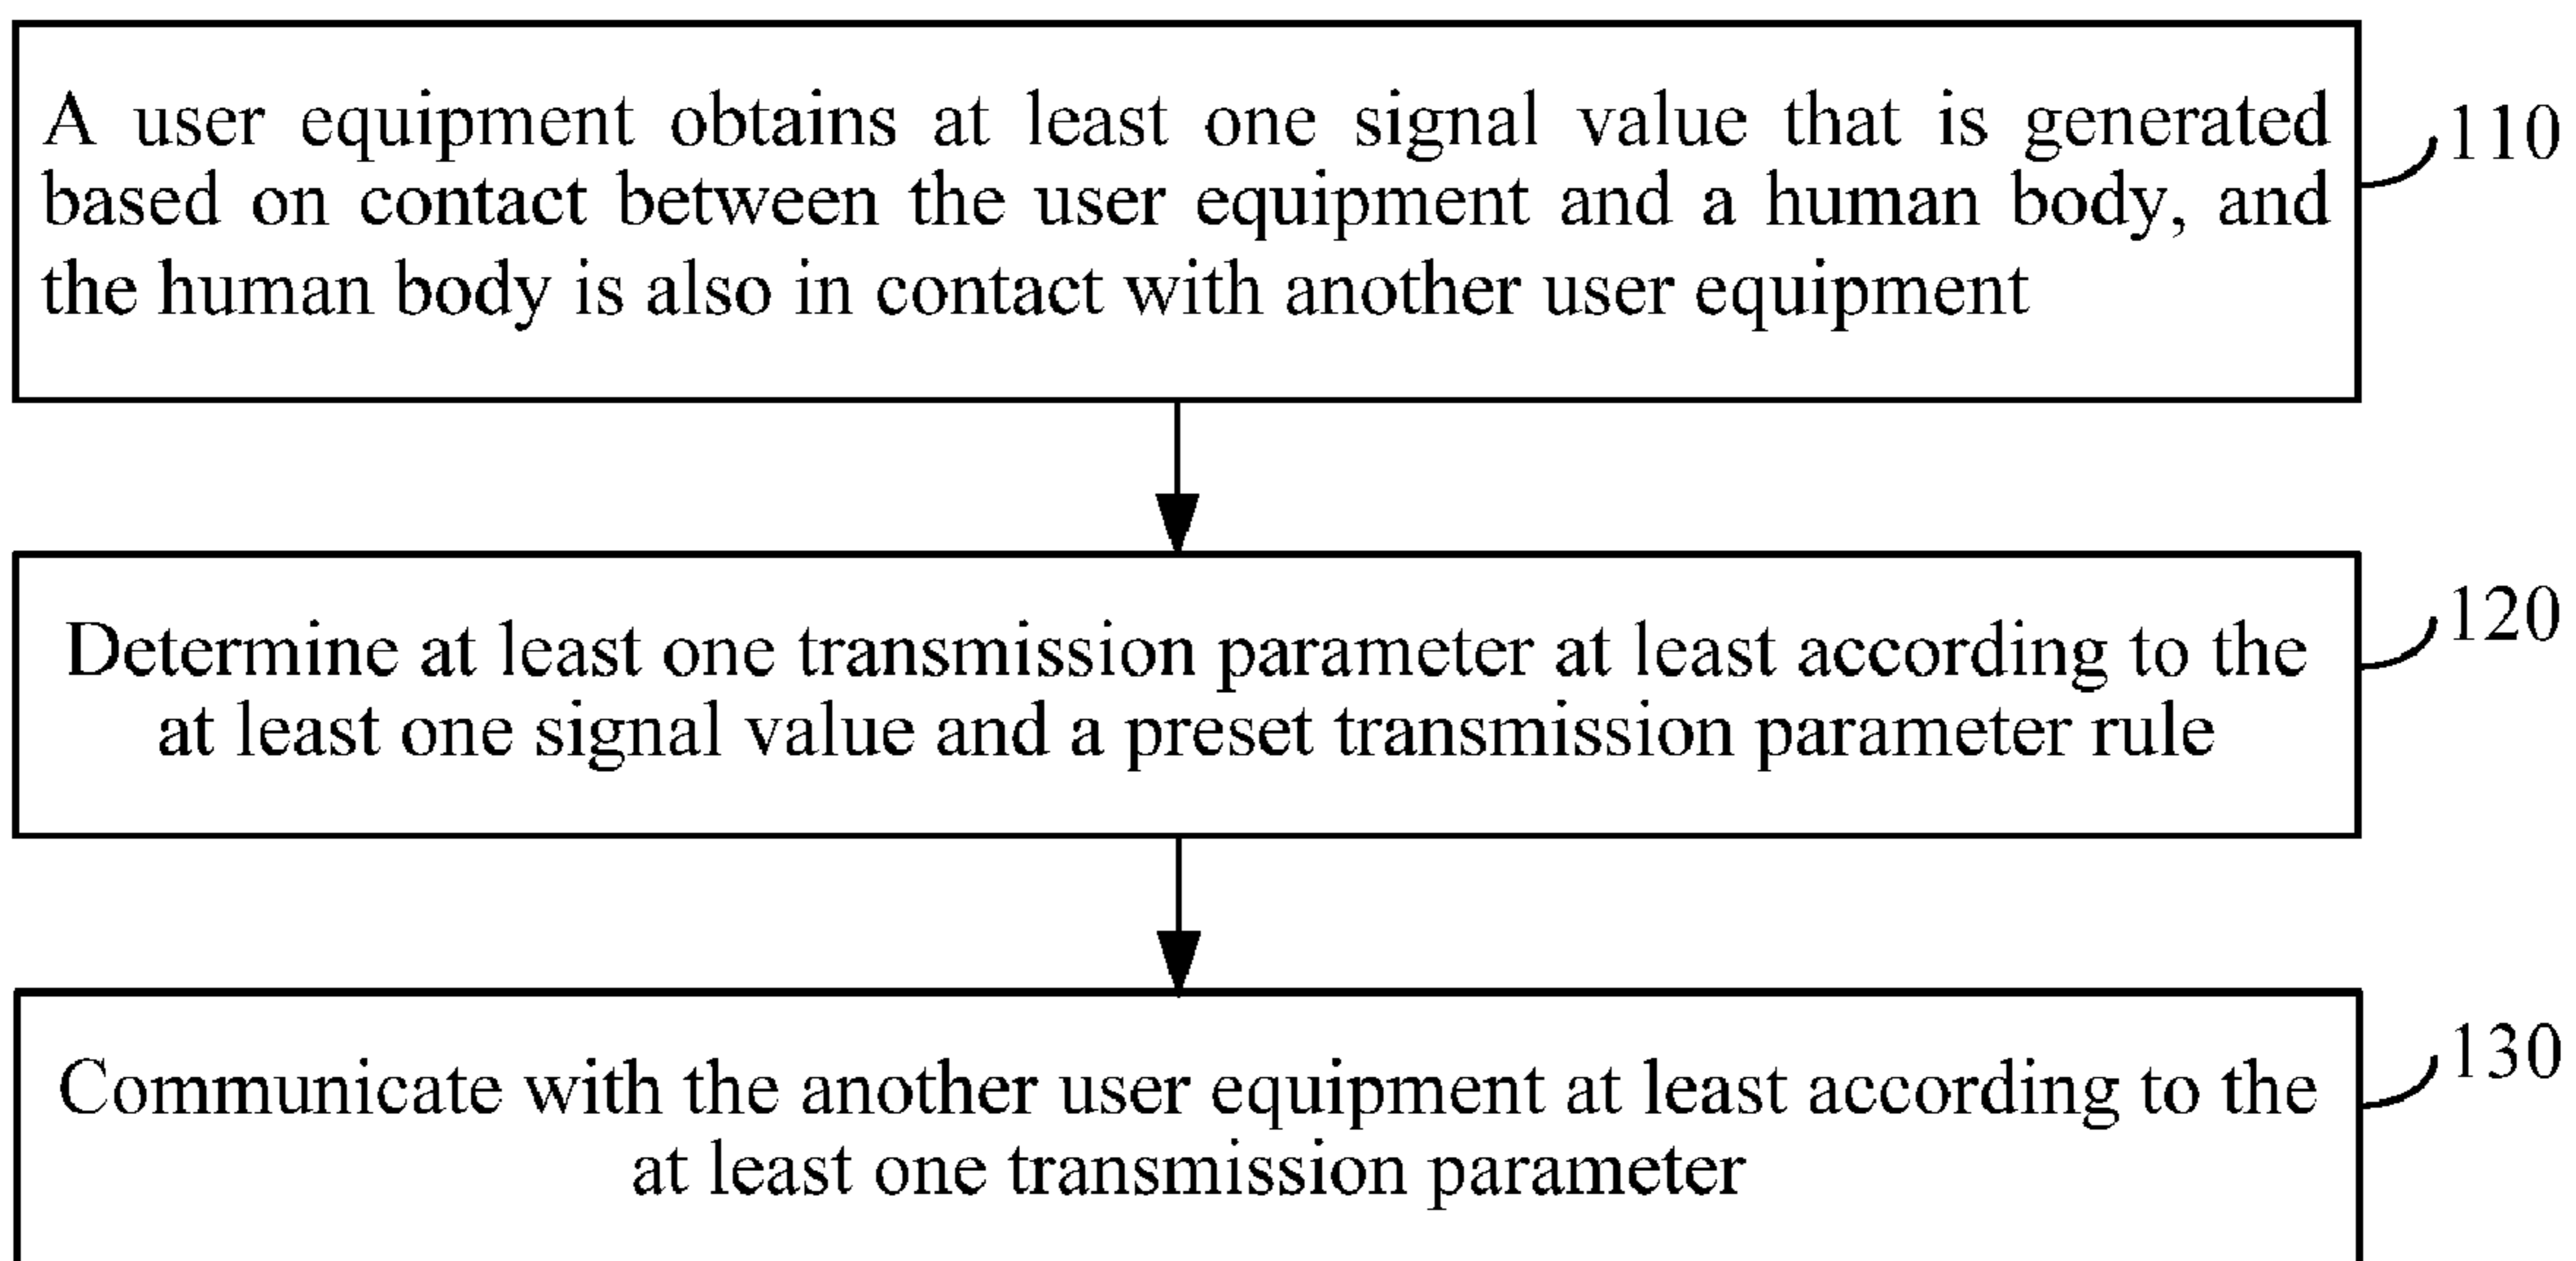 A user equipment obtains at least one signal value that is generated
based on contact between the user equipment and a human body, and
the human body is also in contact with another user equipment
110
Determine at least one transmission parameter at least according to the
at least one signal value and a preset transmission parameter rule
120
Communicate with the another user equipment at least according to the
at least one transmission parameter
130